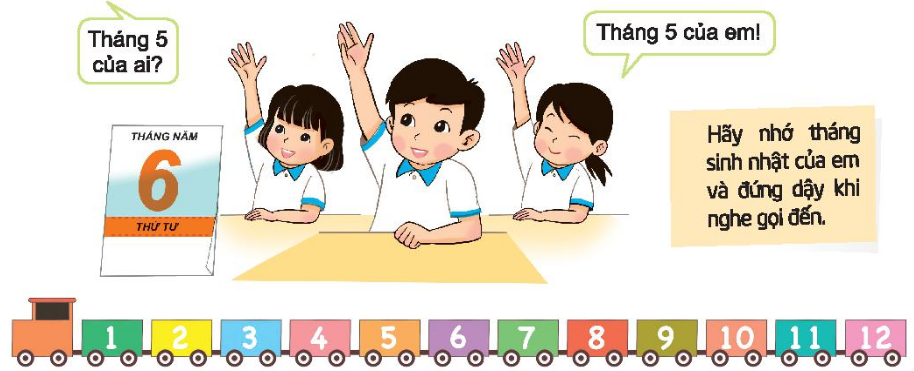 Tháng 5
của ai?
Tháng 5 của em!
THÁNG NĂM
6
THỨ TƯ
Hãy nhớ tháng
sinh nhật của em
và đứng dậy khi
nghe gọi đến.
1 2 3 4 5 6 7 8 9 10 11 12